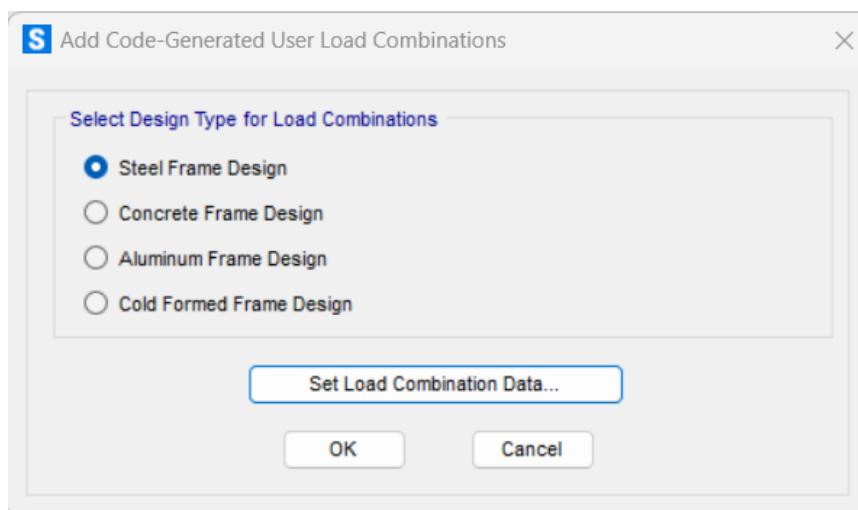 S Add Code-Generated User Load Combinations
Select Design Type for Load Combinations
Steel Frame Design
Concrete Frame Design
Aluminum Frame Design
Cold Formed Frame Design
Set Load Combination Data...
OK Cancel